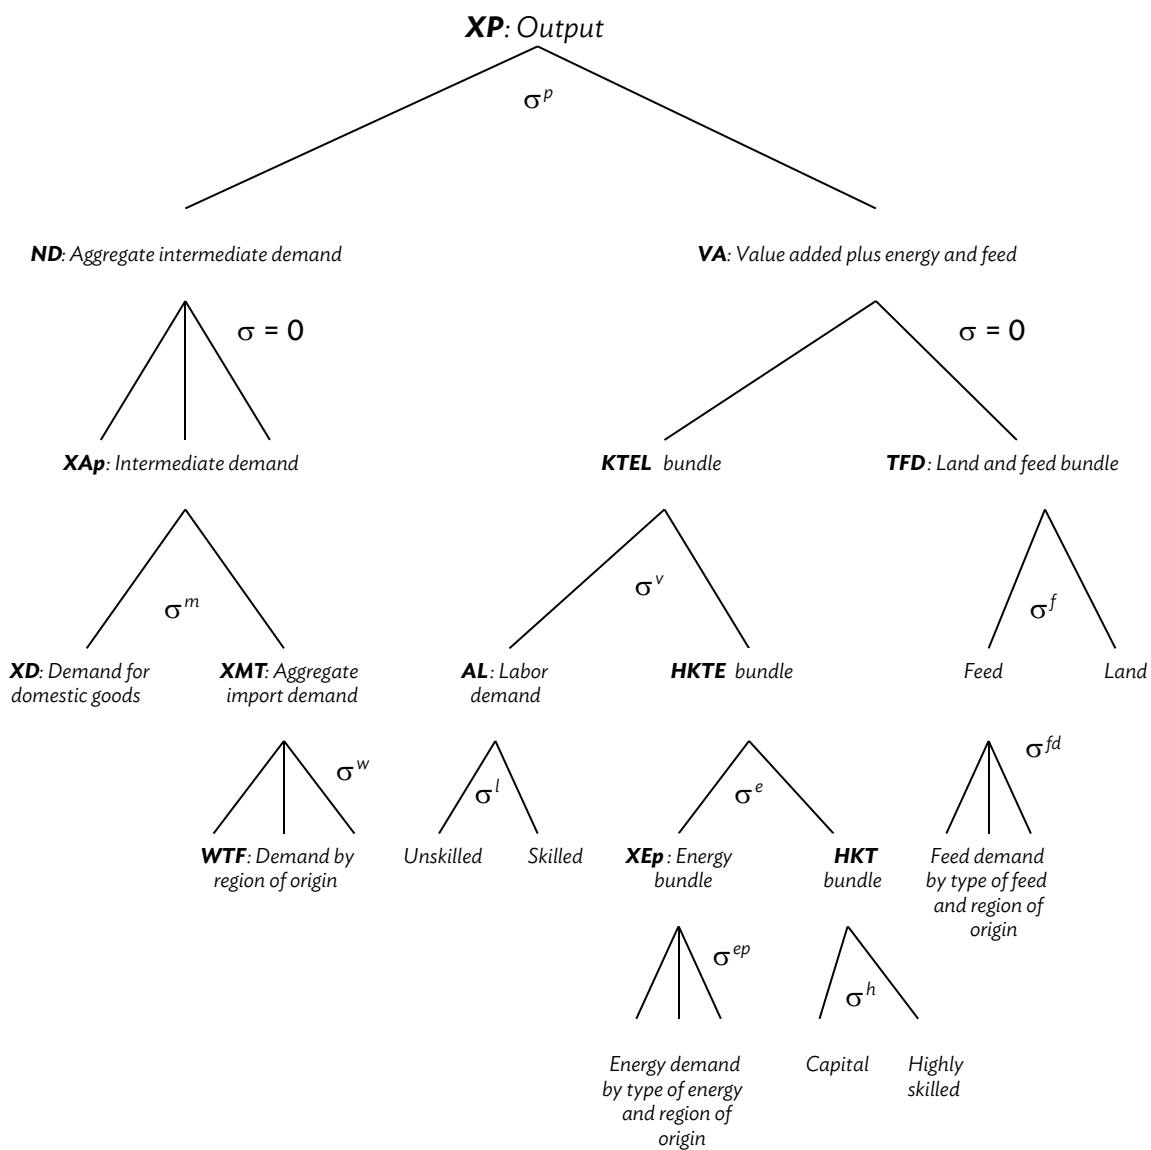 XP: Output
σᵖ
ND: Aggregate intermediate demand
VA: Value added plus energy and feed
σ = 0
σ = 0
XAp: Intermediate demand
KTEL bundle
TFD: Land and feed bundle
σᵐ
σᵛ
σᶠ
XD: Demand for
domestic goods
XMT: Aggregate
import demand
AL: Labor
demand
HKTE bundle
Feed
Land
σʷ
σˡ
σᵉ
σᶠᵈ
WTF: Demand by
region of origin
Unskilled
Skilled
XEp: Energy
bundle
HKT
bundle
Feed demand
by type of feed
and region of
origin
σᵉᵖ
σʰ
Energy demand
by type of energy
and region of
origin
Capital
Highly
skilled